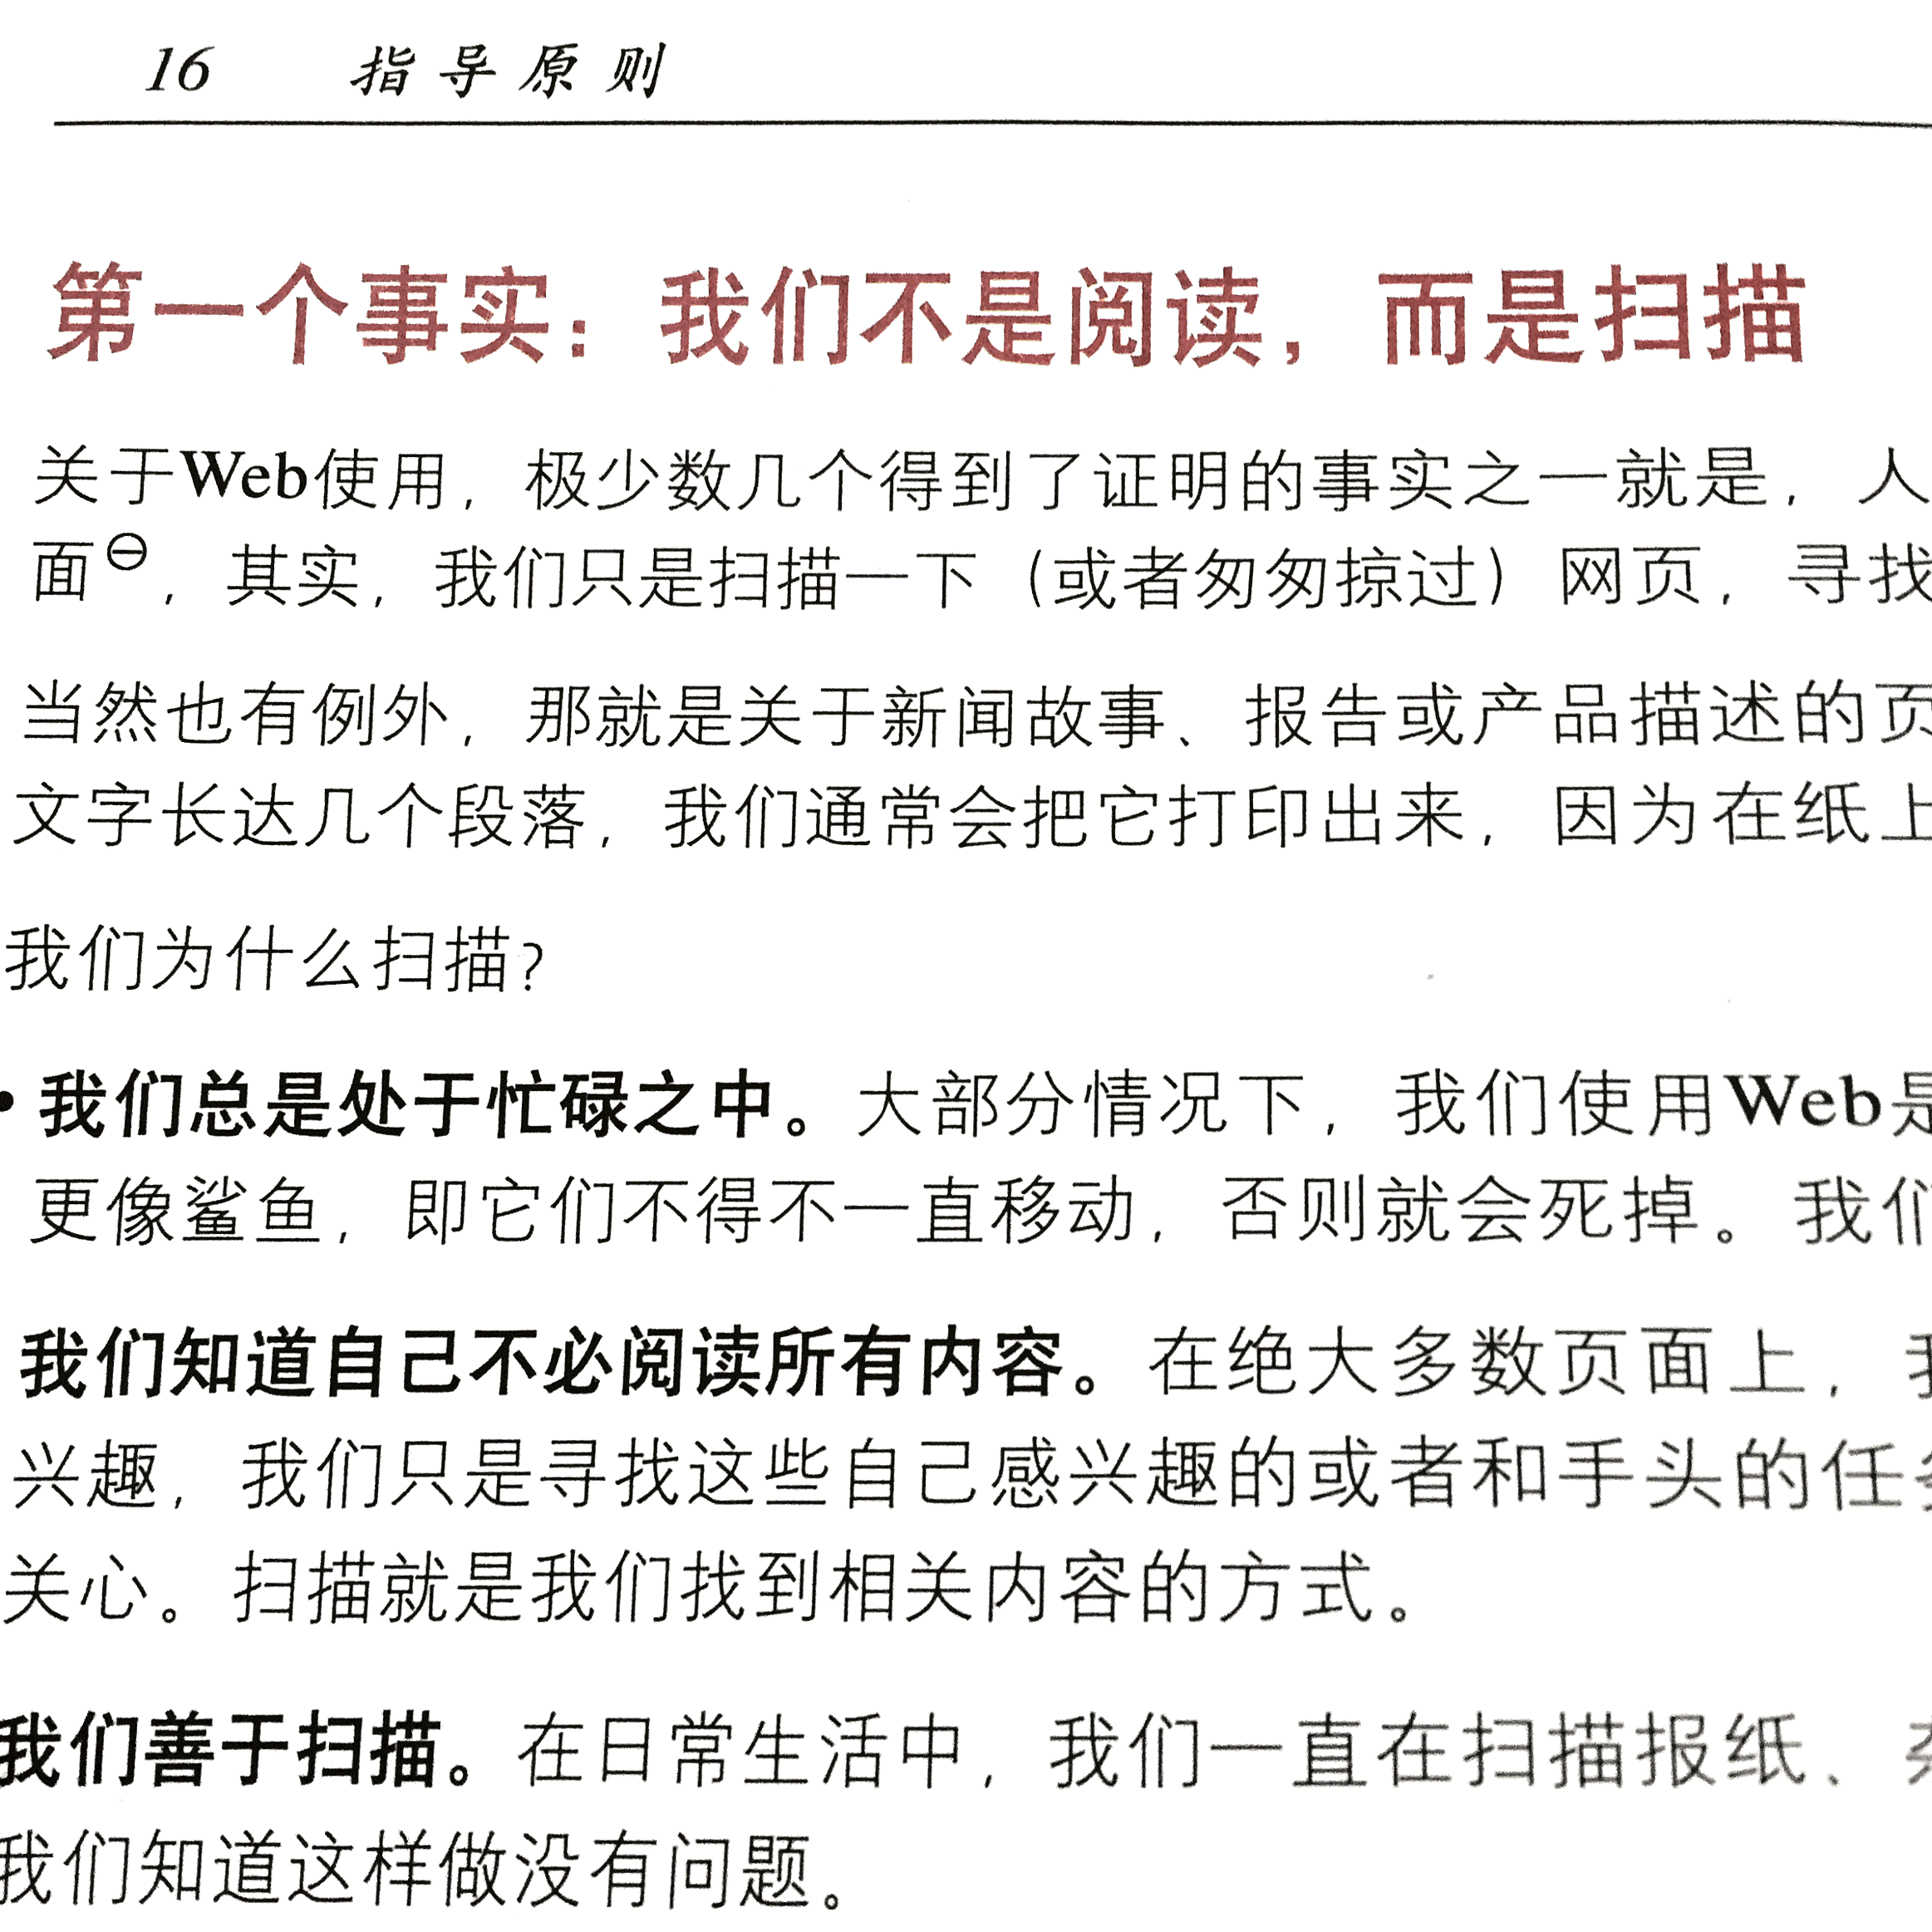 16 指导原则
第一个事实：我们不是阅读，而是扫描
关于Web使用，极少数几个得到了证明的事实之一就是，人
面㊀，其实，我们只是扫描一下（或者匆匆掠过）网页，寻找
当然也有例外，那就是关于新闻故事、报告或产品描述的页
文字长达几个段落，我们通常会把它打印出来，因为在纸上
我们为什么扫描？
• 我们总是处于忙碌之中。大部分情况下，我们使用Web是
更像鲨鱼，即它们不得不一直移动，否则就会死掉。我们
我们知道自己不必阅读所有内容。在绝大多数页面上，我
兴趣，我们只是寻找这些自己感兴趣的或者和手头的任务
关心。扫描就是我们找到相关内容的方式。
我们善于扫描。在日常生活中，我们一直在扫描报纸、
我们知道这样做没有问题。